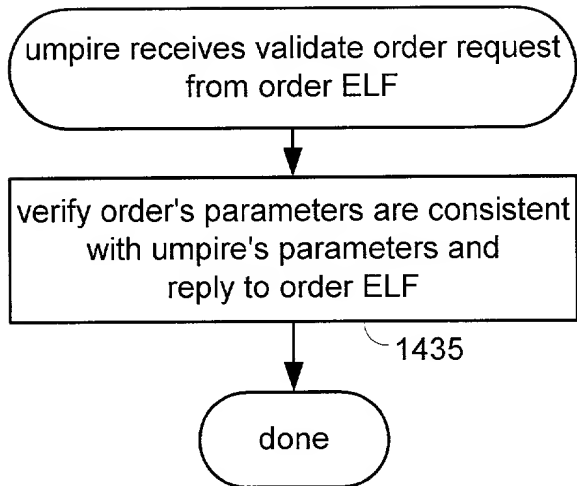 umpire receives validate order request
from order ELF
verify order's parameters are consistent
with umpire's parameters and
reply to order ELF
1435
done